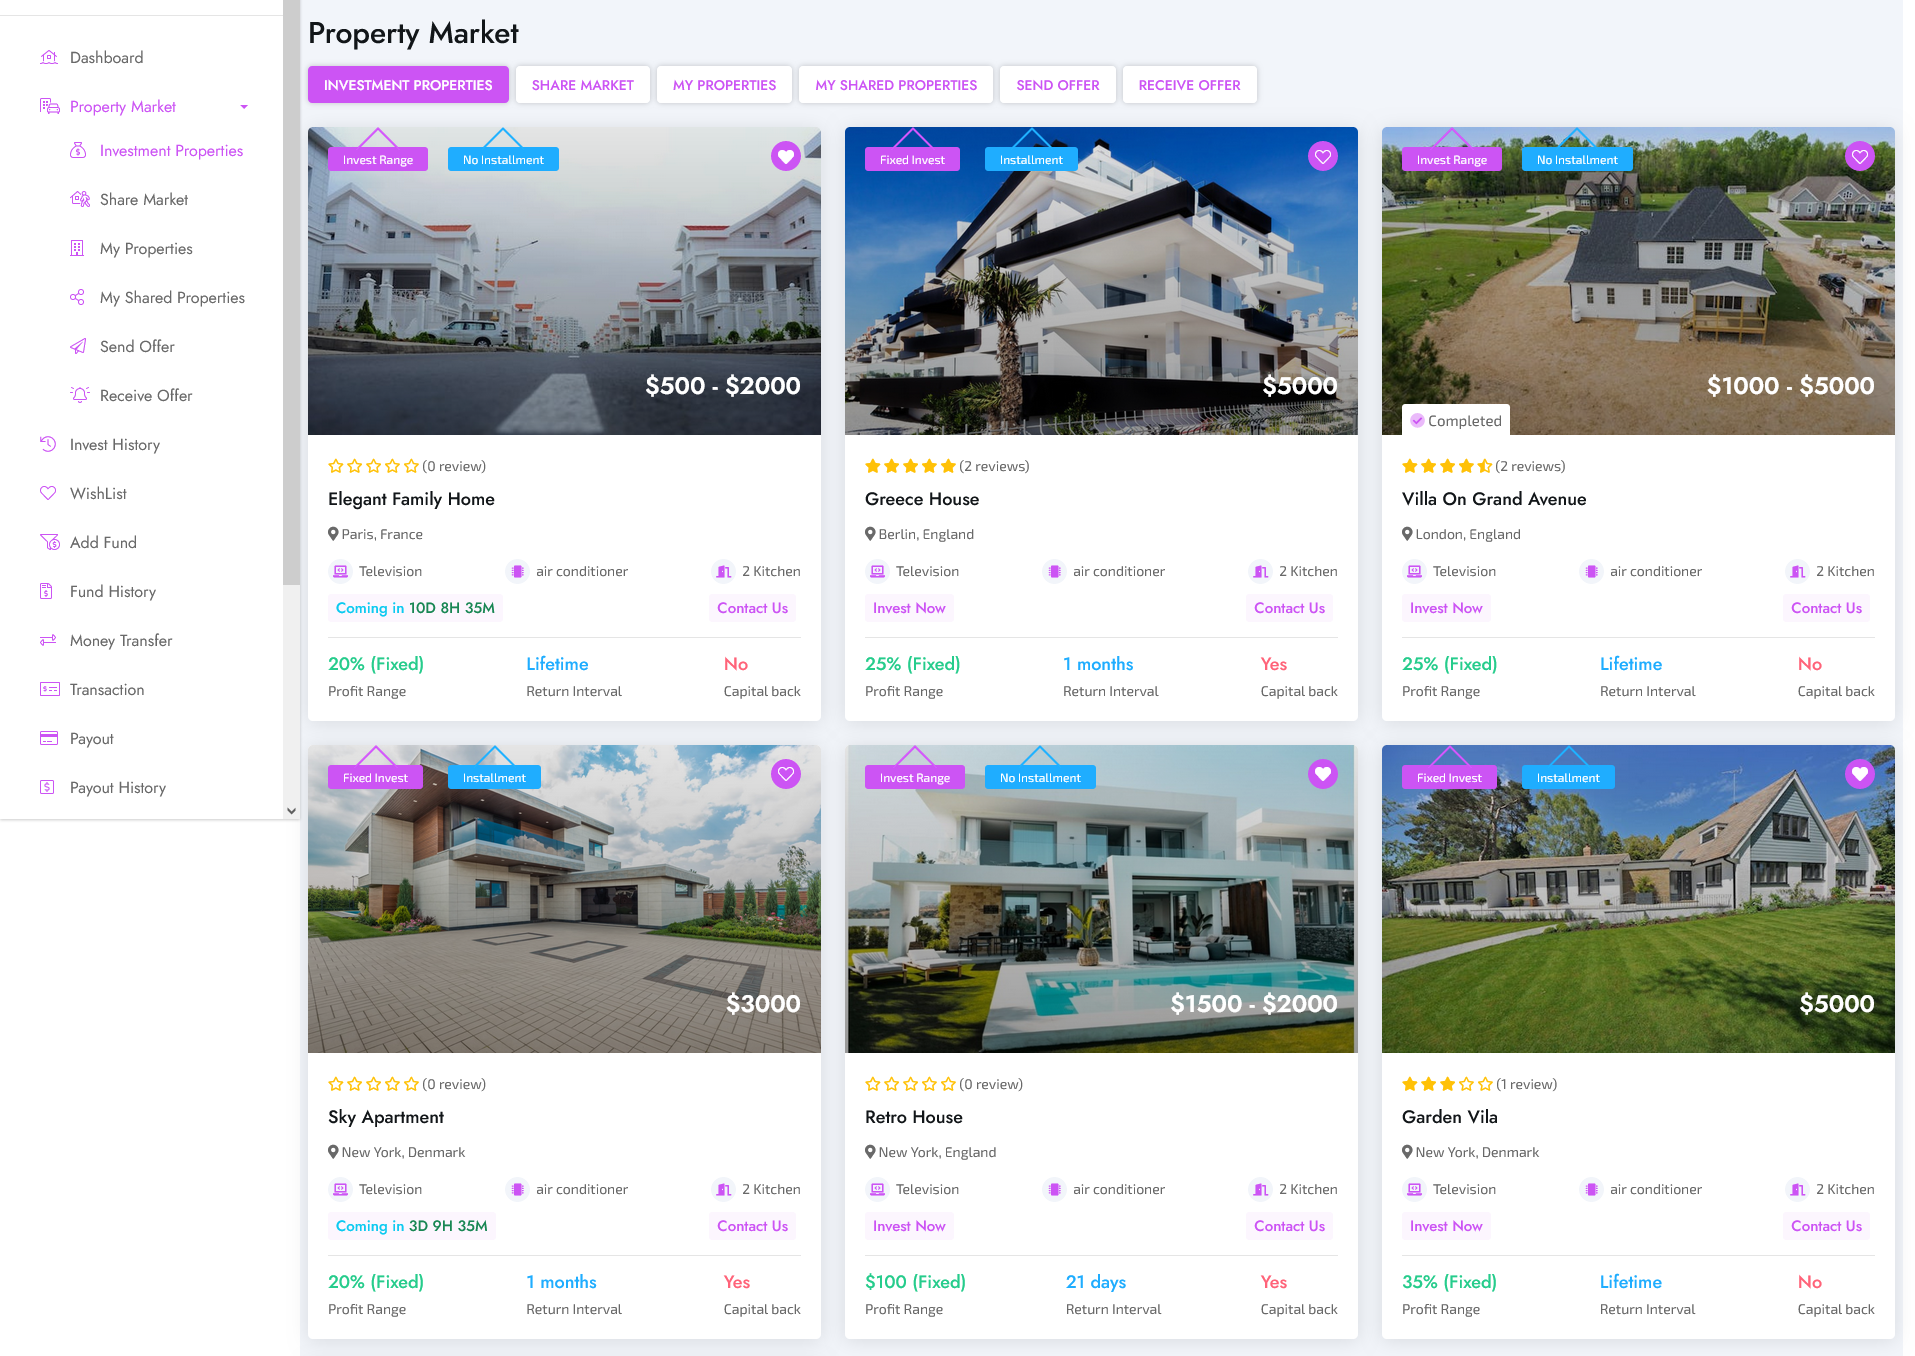 Dashboard
Property Market
Investment Properties
Share Market
My Properties
My Shared Properties
Send Offer
Receive Offer
Invest History
WishList
Add Fund
Fund History
Money Transfer
Transaction
Payout
Payout History
Property Market
INVESTMENT PROPERTIES SHARE MARKET MY PROPERTIES MY SHARED PROPERTIES SEND OFFER RECEIVE OFFER
Invest Range No Installment
$500 - $2000
(0 review)
Elegant Family Home
Paris, France
Television air conditioner 2 Kitchen
Coming in 10D 8H 35M Contact Us
20% (Fixed) Lifetime No
Profit Range Return Interval Capital back
Fixed Invest Installment
$5000
(2 reviews)
Greece House
Berlin, England
Television air conditioner 2 Kitchen
Invest Now Contact Us
25% (Fixed) 1 months Yes
Profit Range Return Interval Capital back
Invest Range No Installment
$1000 - $5000
Completed
(2 reviews)
Villa On Grand Avenue
London, England
Television air conditioner 2 Kitchen
Invest Now Contact Us
25% (Fixed) Lifetime No
Profit Range Return Interval Capital back
Fixed Invest Installment
$3000
(0 review)
Sky Apartment
New York, Denmark
Television air conditioner 2 Kitchen
Coming in 3D 9H 35M Contact Us
20% (Fixed) 1 months Yes
Profit Range Return Interval Capital back
Invest Range No Installment
$1500 - $2000
(0 review)
Retro House
New York, England
Television air conditioner 2 Kitchen
Invest Now Contact Us
$100 (Fixed) 21 days Yes
Profit Range Return Interval Capital back
Fixed Invest Installment
$5000
(1 review)
Garden Vila
New York, Denmark
Television air conditioner 2 Kitchen
Invest Now Contact Us
35% (Fixed) Lifetime No
Profit Range Return Interval Capital back